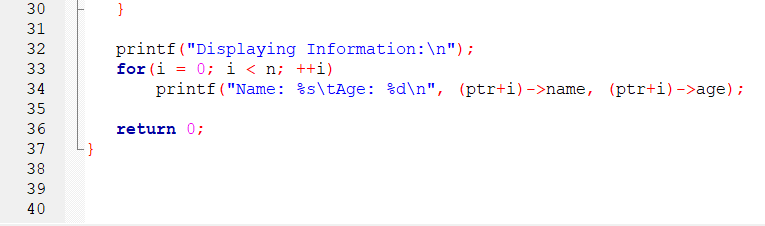 30 }
31
32 printf("Displaying Information:\n");
33 for(i = 0; i < n; ++i)
34 printf("Name: %s\tAge: %d\n", (ptr+i)->name, (ptr+i)->age);
35
36 return 0;
37 }
38
39
40